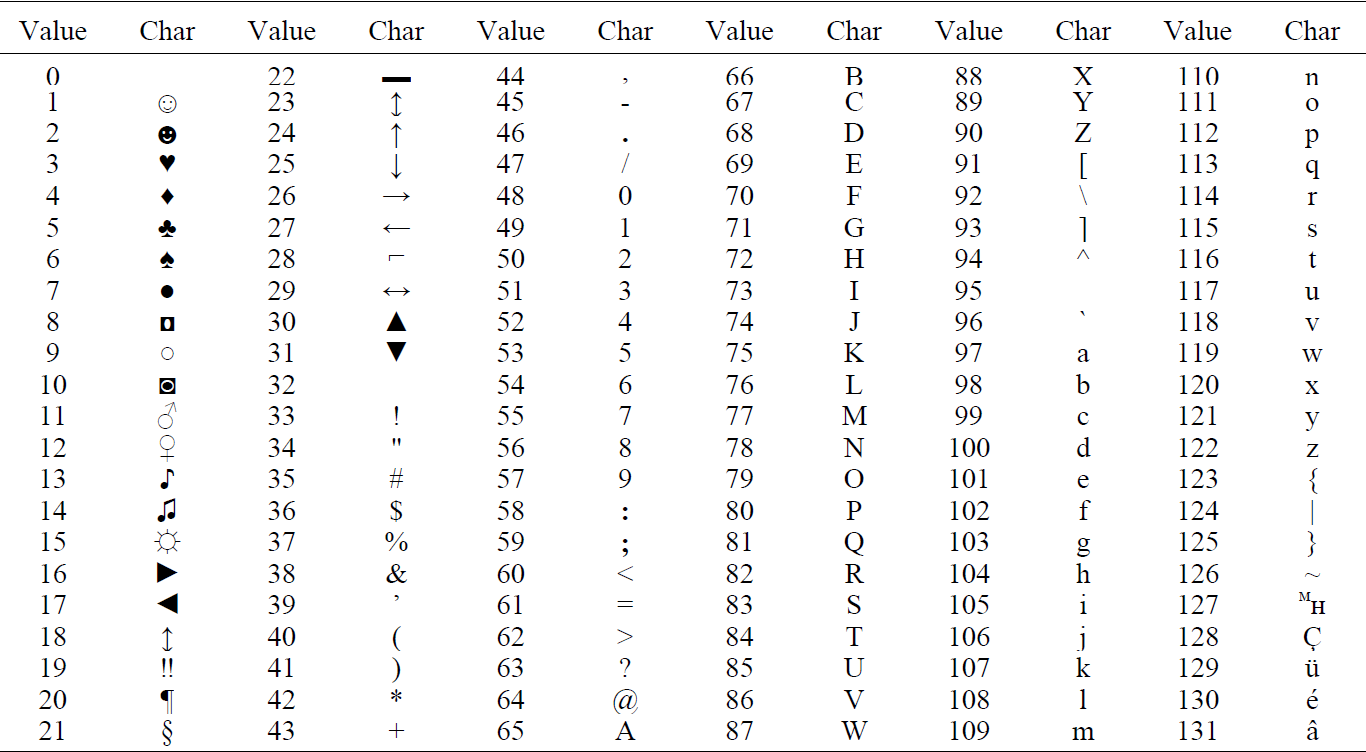 Value Char Value Char Value Char Value Char Value Char Value Char
0 22 ▬ 44 , 66 B 88 X 110 n
1 ☺ 23 ↕ 45 - 67 C 89 Y 111 o
2 ☻ 24 ↑ 46 . 68 D 90 Z 112 p
3 ♥ 25 ↓ 47 / 69 E 91 [ 113 q
4 ♦ 26 → 48 0 70 F 92 \ 114 r
5 ♣ 27 ← 49 1 71 G 93 ] 115 s
6 ♠ 28 ⌐ 50 2 72 H 94 ^ 116 t
7 ● 29 ↔ 51 3 73 I 95 117 u
8 ◘ 30 ▲ 52 4 74 J 96 ` 118 v
9 ○ 31 ▼ 53 5 75 K 97 a 119 w
10 ◙ 32 54 6 76 L 98 b 120 x
11 ♂ 33 ! 55 7 77 M 99 c 121 y
12 ♀ 34 " 56 8 78 N 100 d 122 z
13 ♪ 35 # 57 9 79 O 101 e 123 {
14 ♫ 36 $ 58 : 80 P 102 f 124 |
15 ☼ 37 % 59 ; 81 Q 103 g 125 }
16 ► 38 & 60 < 82 R 104 h 126 ~
17 ◄ 39 ’ 61 = 83 S 105 i 127 ᴹH
18 ↕ 40 ( 62 > 84 T 106 j 128 Ç
19 ‼ 41 ) 63 ? 85 U 107 k 129 ü
20 ¶ 42 * 64 @ 86 V 108 l 130 é
21 § 43 + 65 A 87 W 109 m 131 â